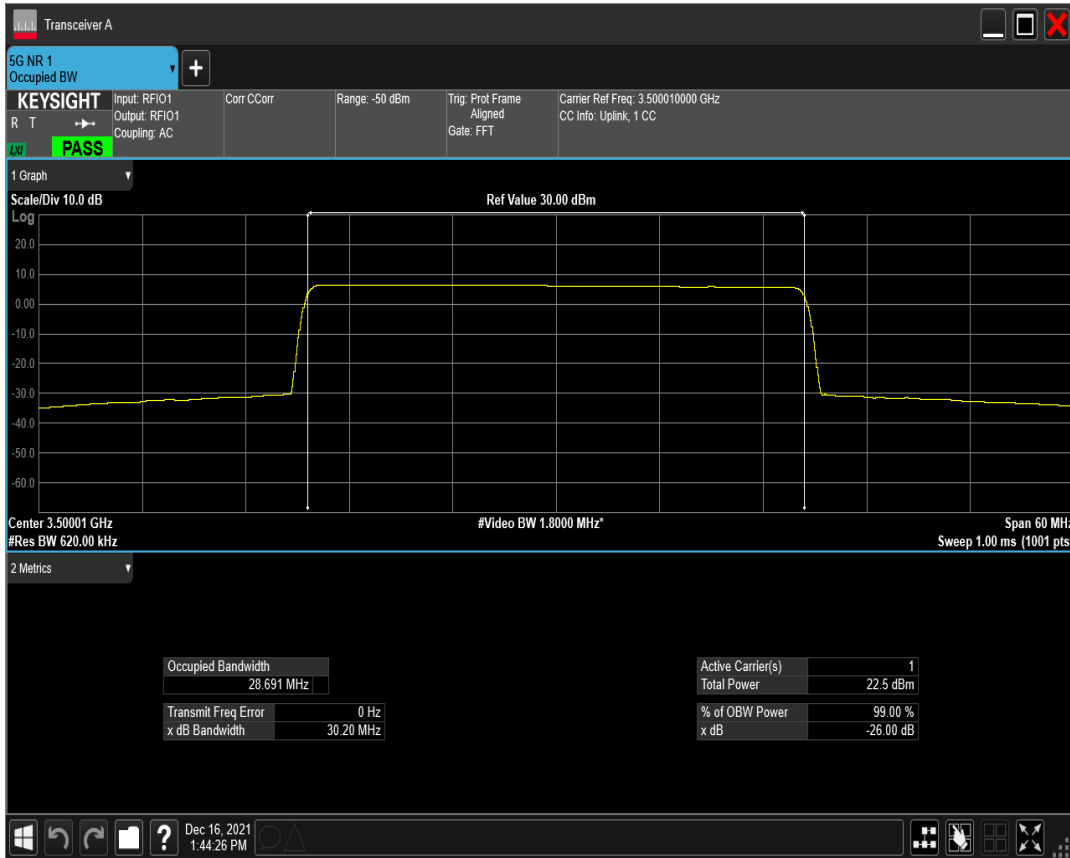 Transceiver A
5G NR 1
Occupied BW
KEYSIGHT
R T
LXI
PASS
Input: RFIO1
Output: RFIO1
Coupling: AC
Corr CCorr
Range: -50 dBm
Trig: Prot Frame
Aligned
Gate: FFT
Carrier Ref Freq: 3.500010000 GHz
CC Info: Uplink, 1 CC
1 Graph
Scale/Div 10.0 dB
Ref Value 30.00 dBm
Log
20.0
10.0
0.00
-10.0
-20.0
-30.0
-40.0
-50.0
-60.0
Center 3.50001 GHz
#Video BW 1.8000 MHz*
Span 60 MHz
#Res BW 620.00 kHz
Sweep 1.00 ms (1001 pts
2 Metrics
Occupied Bandwidth
28.691 MHz
Transmit Freq Error 0 Hz
x dB Bandwidth 30.20 MHz
Active Carrier(s) 1
Total Power 22.5 dBm
% of OBW Power 99.00 %
x dB -26.00 dB
?
Dec 16, 2021
1:44:26 PM